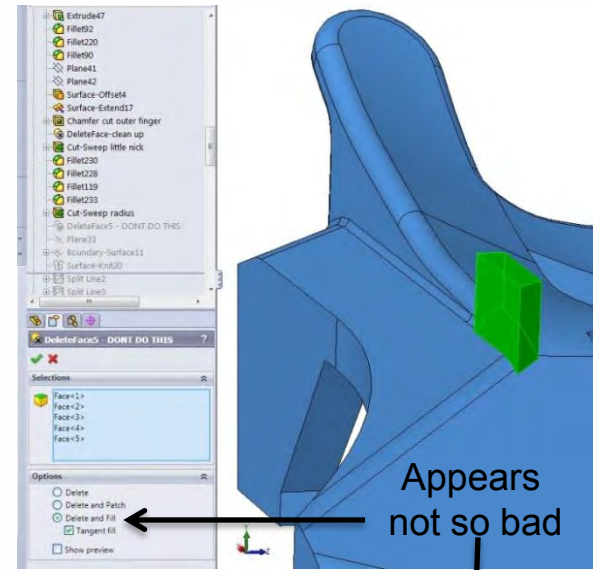 Extrude47
Fillet92
Fillet220
Fillet90
Plane41
Plane42
Surface-Offset4
Surface-Extend17
Chamfer cut outer finger
DeleteFace-clean up
Cut-Sweep little nick
Fillet230
Fillet228
Fillet119
Fillet233
Cut-Sweep radius
DeleteFace5 - DONT DO THIS
Plane31
Boundary-Surface11
Surface-Knit20
Split Line2
Split Line3
DeleteFace5 - DONT DO THIS ?
Selections
Face<1>
Face<2>
Face<3>
Face<4>
Face<5>
Options
Delete
Delete and Patch
Delete and Fill
Tangent fill
Show preview
Appears
not so bad